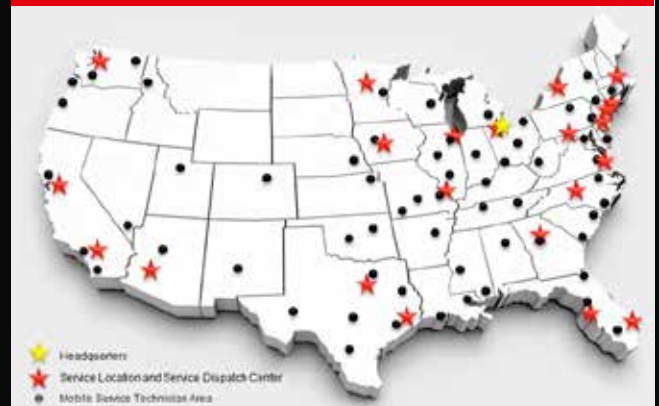 Headquarters
Service Location and Service Dispatch Center
Mobile Service Technician Area